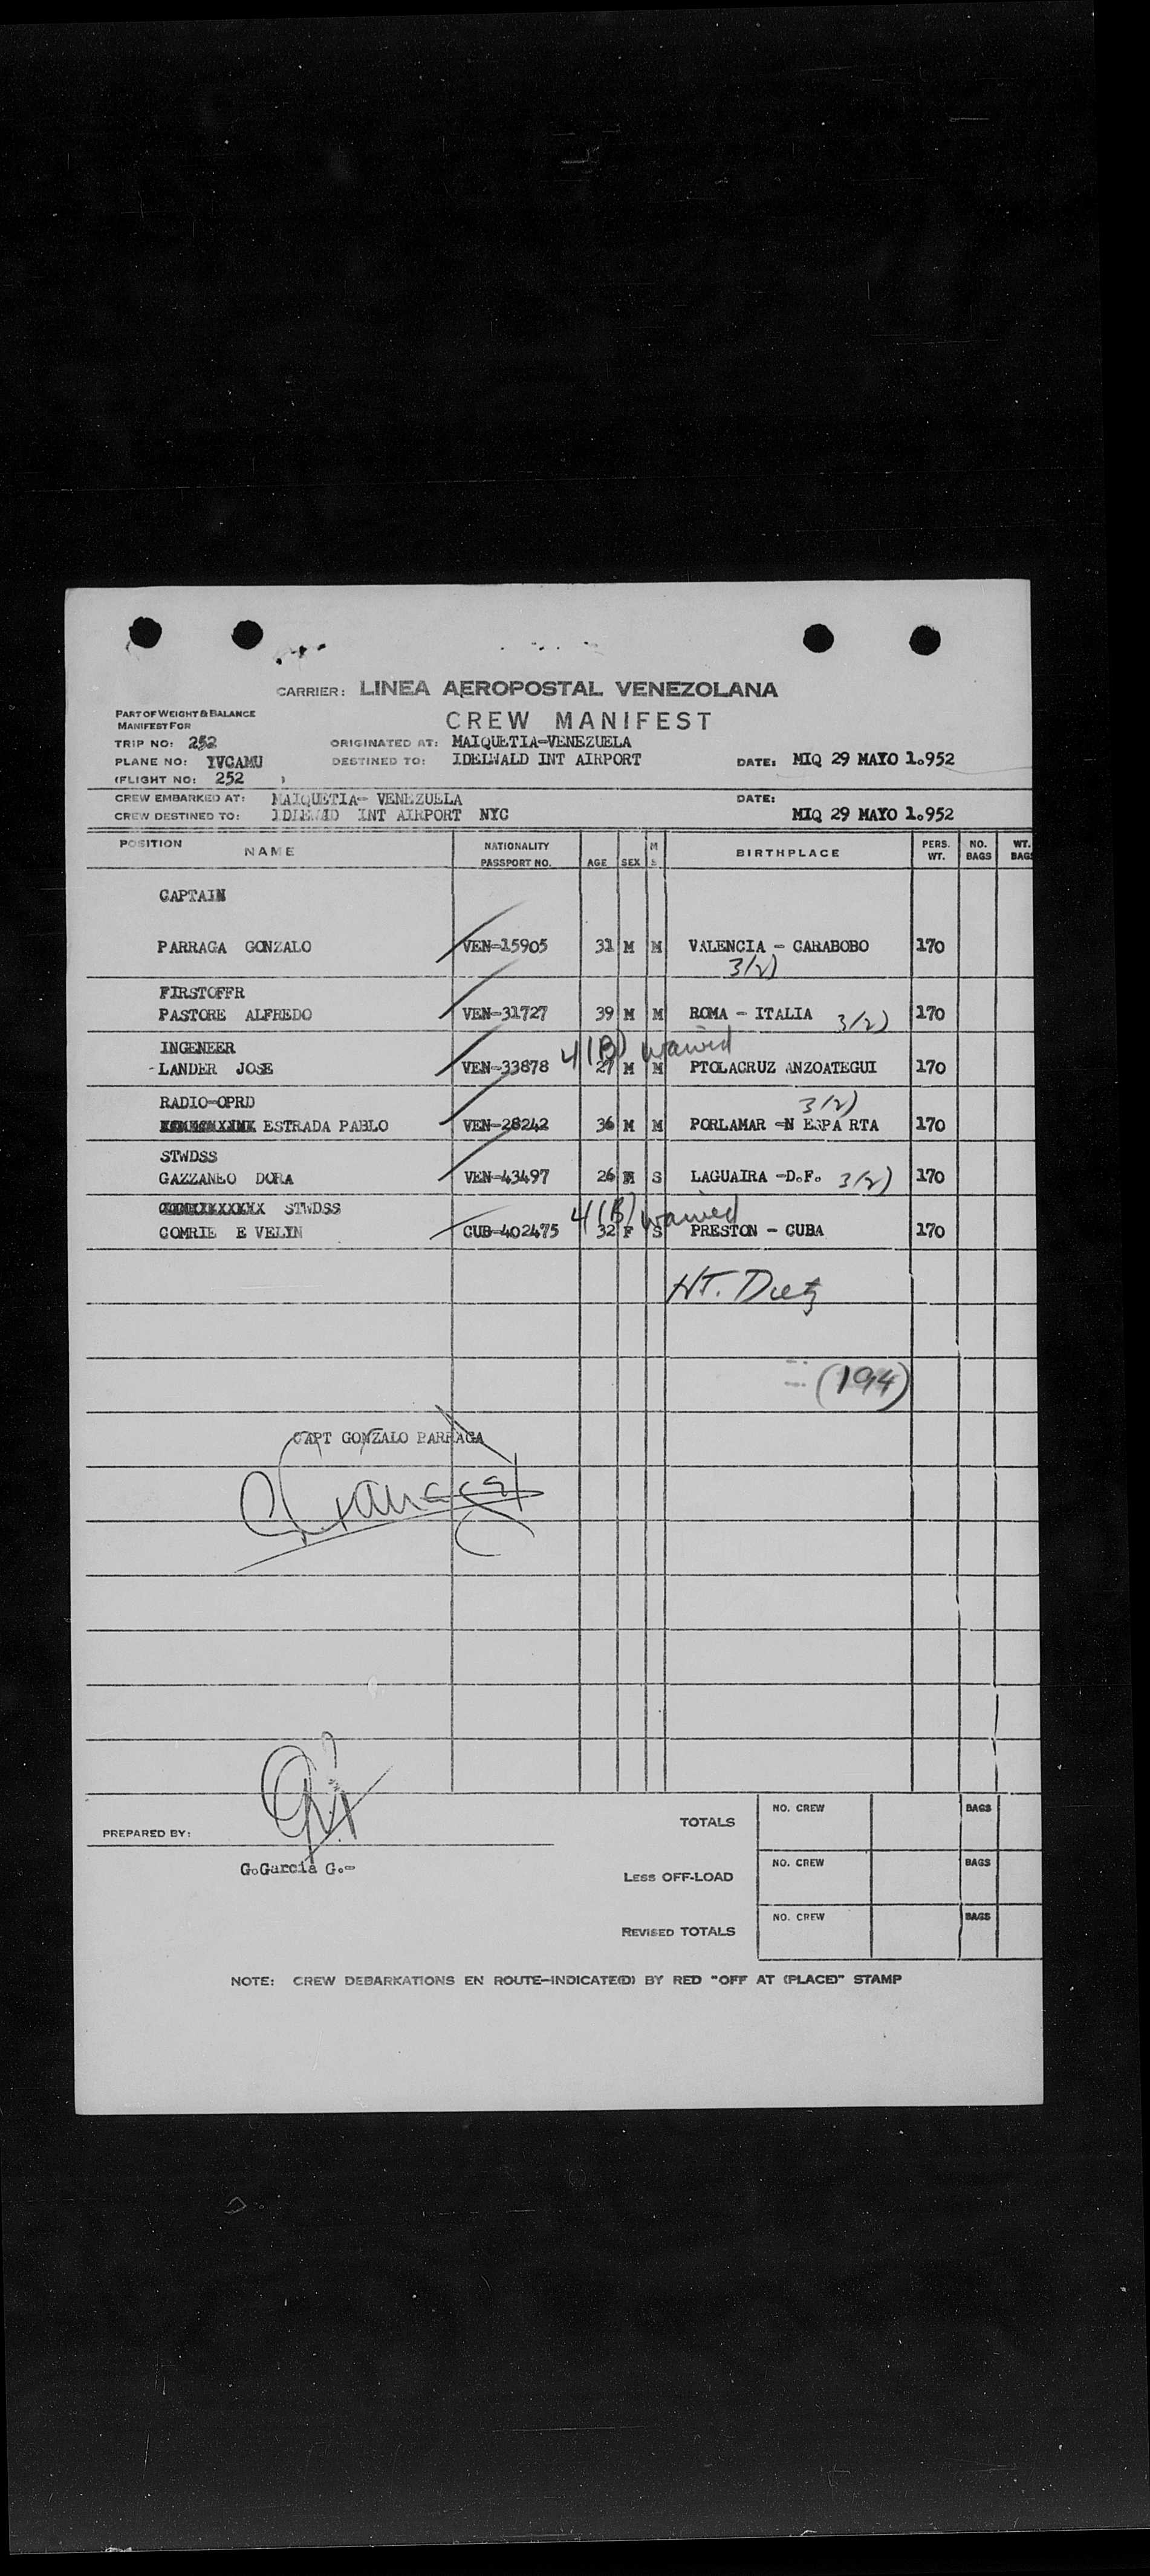 CARRIER: LINEA AEROPOSTAL VENEZOLANA
PART OF WEIGHT & BALANCE
MANIFEST FOR
CREW MANIFEST
TRIP NO: 252 ORIGINATED AT: MAIQUETIA-VENEZUELA
PLANE NO: YVCAMU DESTINED TO: IDELWALD INT AIRPORT DATE: MIQ 29 MAYO 1.952
(FLIGHT NO: 252 )
CREW EMBARKED AT: MAIQUETIA- VENEZUELA DATE:
CREW DESTINED TO: INT AIRPORT NYC MIQ 29 MAYO 1.952
POSITION NAME NATIONALITY PASSPORT NO. AGE SEX M S BIRTHPLACE PERS. WT. NO. BAGS WT. BAGS
CAPTAIN
PARRAGA GONZALO VEN-15905 31 M M VALENCIA - CARABOBO 170
3/2)
FIRSTOFFR
PASTORE ALFREDO VEN-31727 39 M M ROMA - ITALIA 3/2) 170
INGENEER 4(B) waived
-LANDER JOSE VEN-33878 27 M M PTOLACRUZ ANZOATEGUI 170
RADIO-OPRD 3/2)
ESTRADA PABLO VEN-28242 36 M M PORLAMAR -N ESPA RTA 170
STWDSS
GAZZANEO DORA VEN-43497 26 S LAGUAIRA -D.F. 3/2) 170
STWDSS 4(B) waived
COMRIE E VELIN CUB-402475 32 F S PRESTON - CUBA 170
(194)
CAPT GONZALO PARRAGA
PREPARED BY:
G.Garcia G.-
TOTALS NO. CREW BAGS
LESS OFF-LOAD NO. CREW BAGS
REVISED TOTALS NO. CREW BAGS
NOTE: CREW DEBARKATIONS EN ROUTE-INDICATE(D) BY RED "OFF AT (PLACE)" STAMP